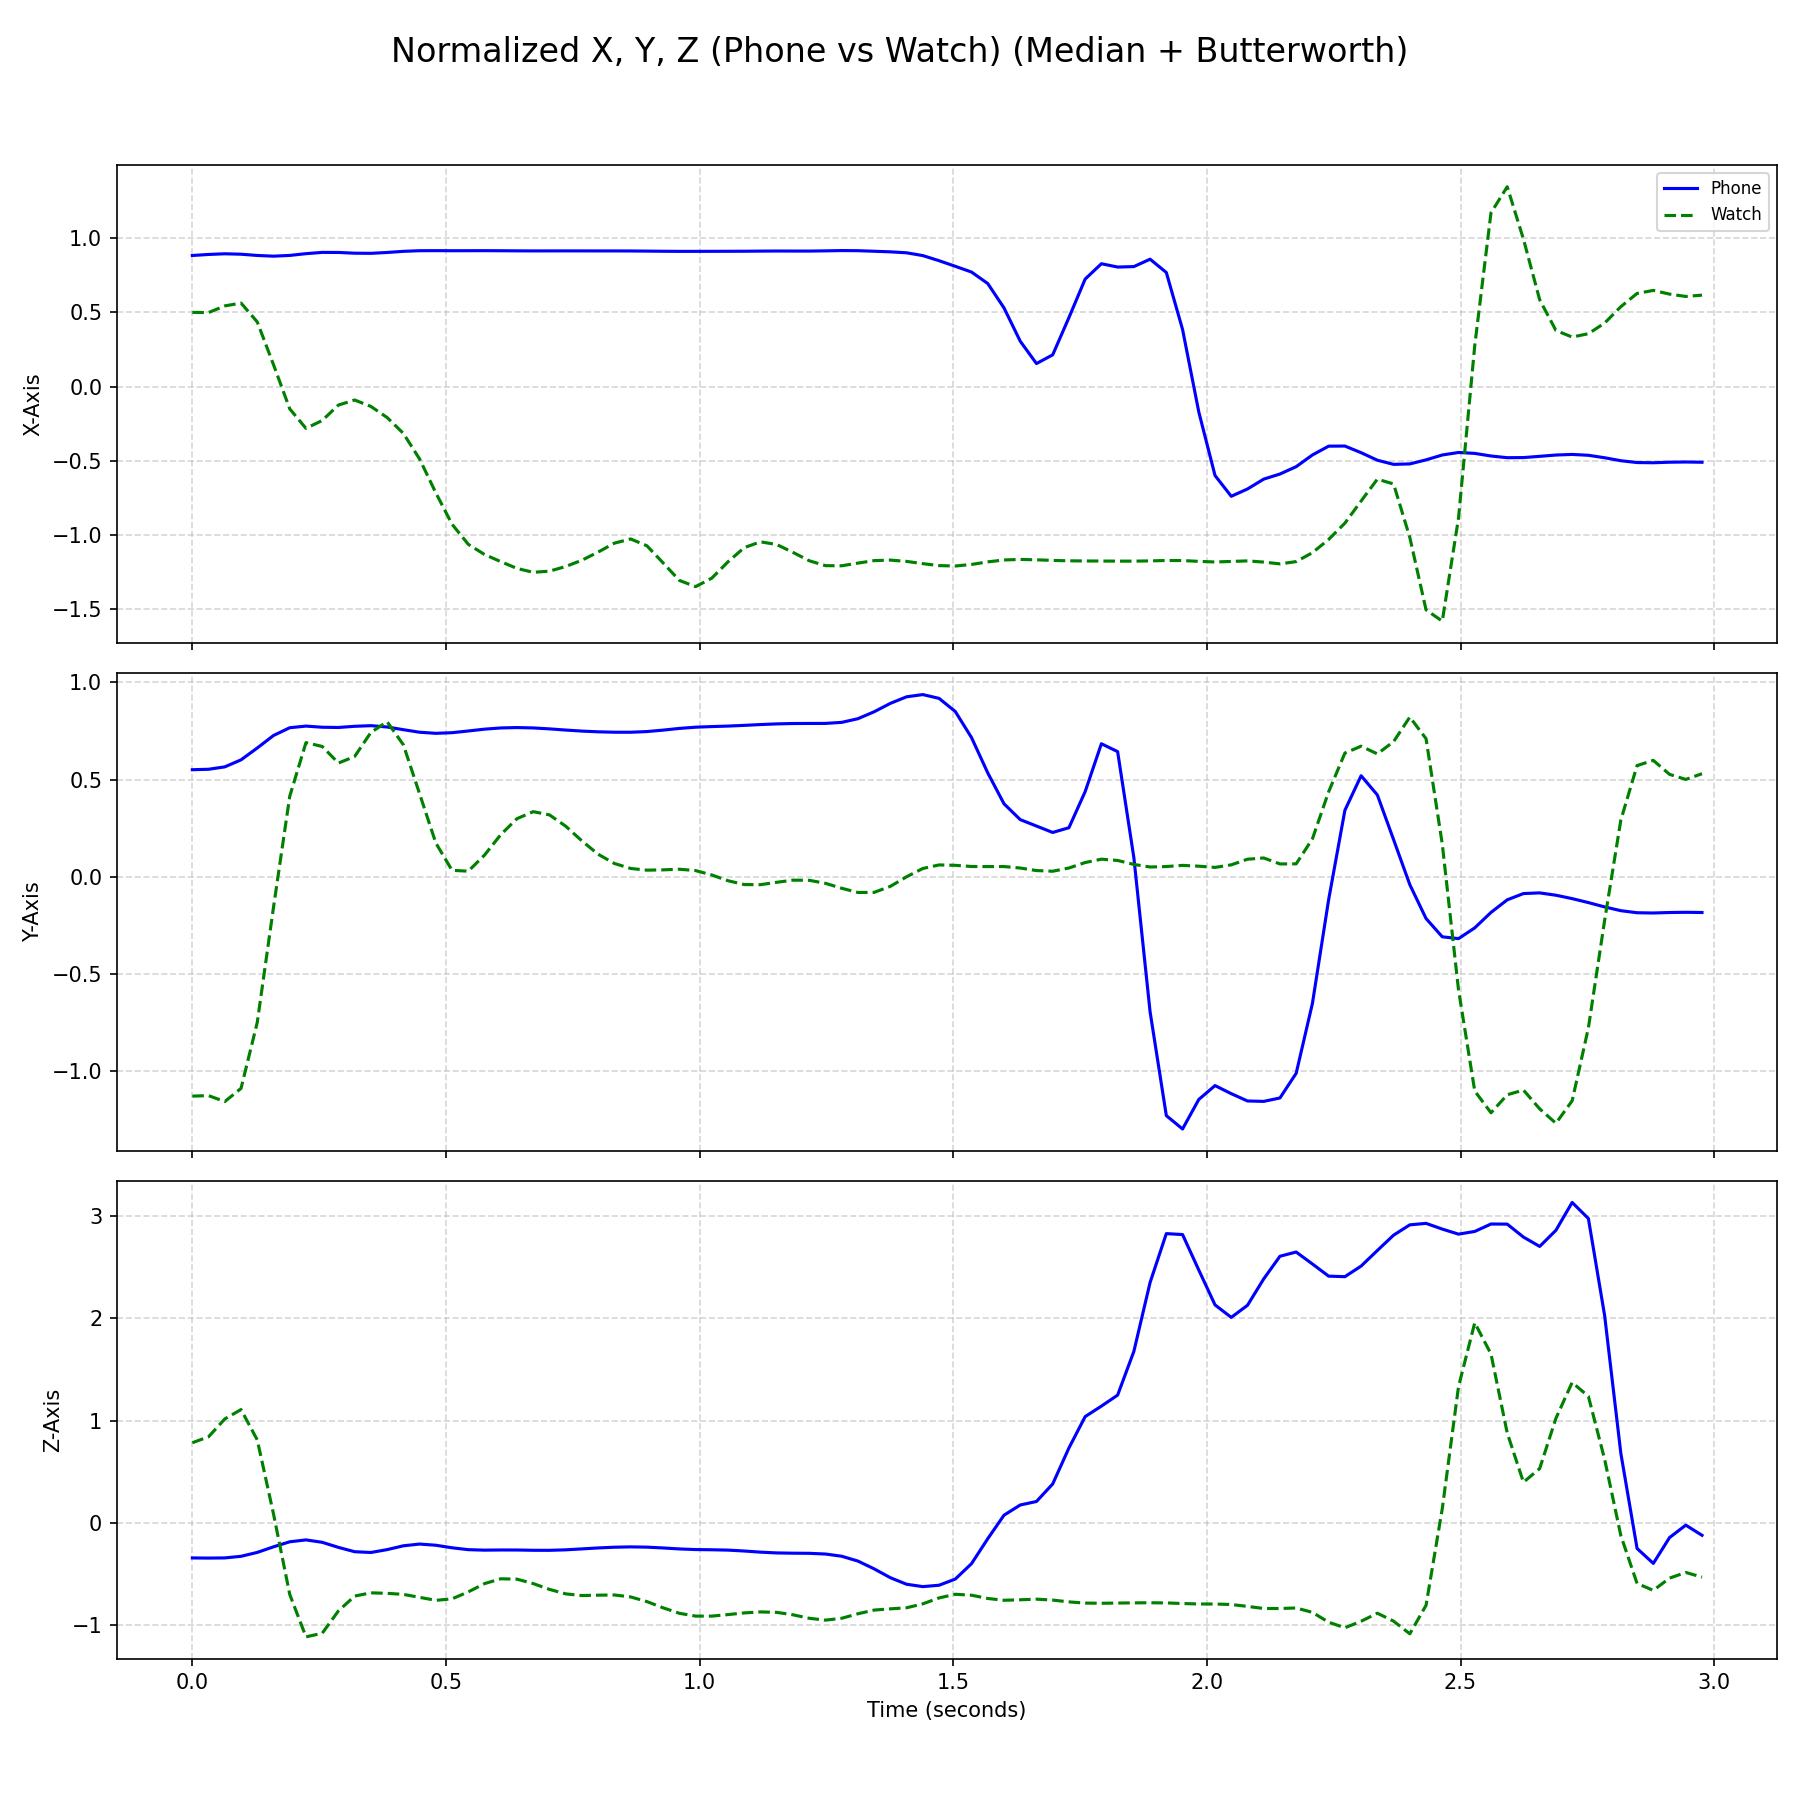 Normalized X, Y, Z (Phone vs Watch) (Median + Butterworth)
Phone
Watch
X-Axis
1.0
0.5
0.0
−0.5
−1.0
−1.5
Y-Axis
1.0
0.5
0.0
−0.5
−1.0
Z-Axis
3
2
1
0
−1
0.0 0.5 1.0 1.5 2.0 2.5 3.0
Time (seconds)